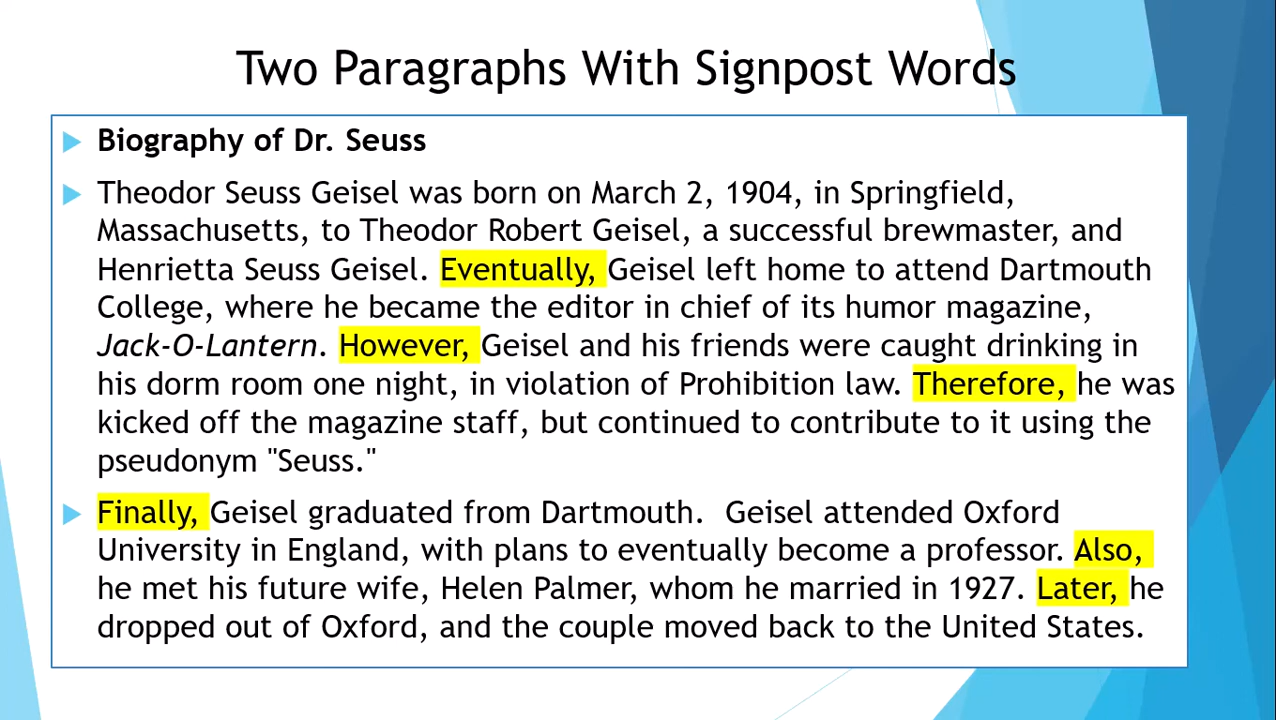 Two Paragraphs With Signpost Words
Biography of Dr. Seuss
Theodor Seuss Geisel was born on March 2, 1904, in Springfield,
Massachusetts, to Theodor Robert Geisel, a successful brewmaster, and
Henrietta Seuss Geisel. Eventually, Geisel left home to attend Dartmouth
College, where he became the editor in chief of its humor magazine,
Jack-O-Lantern. However, Geisel and his friends were caught drinking in
his dorm room one night, in violation of Prohibition law. Therefore, he was
kicked off the magazine staff, but continued to contribute to it using the
pseudonym "Seuss."
Finally, Geisel graduated from Dartmouth.  Geisel attended Oxford
University in England, with plans to eventually become a professor. Also,
he met his future wife, Helen Palmer, whom he married in 1927. Later, he
dropped out of Oxford, and the couple moved back to the United States.